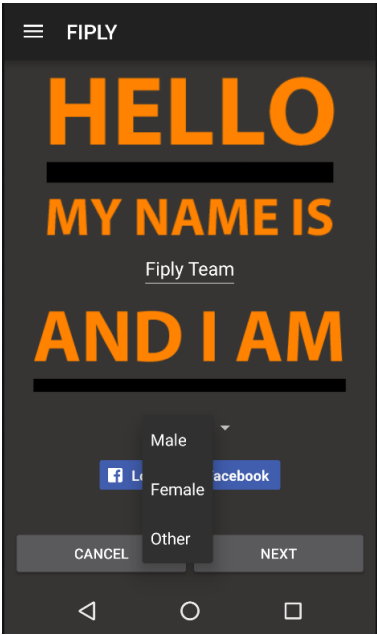 FIPLY
HELLO
MY NAME IS
Fiply Team
AND I AM
Male
Female
Other
CANCEL
NEXT